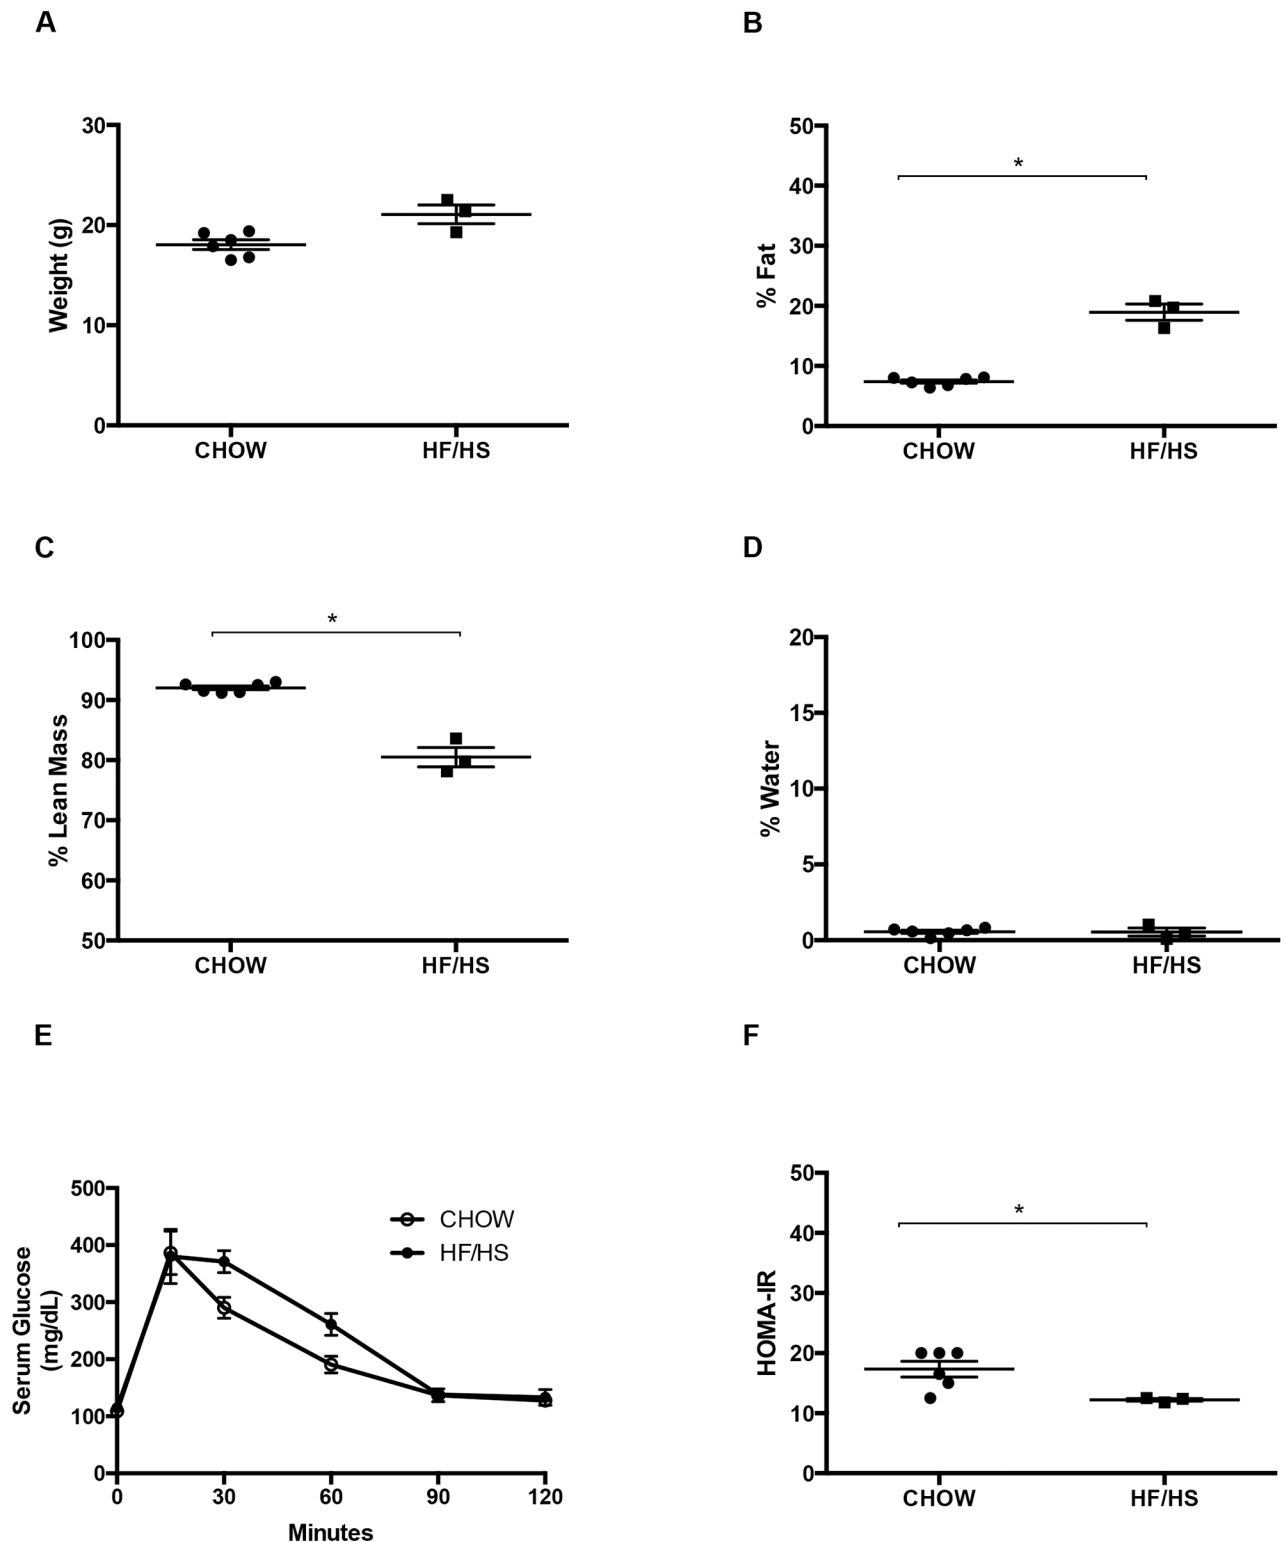 A
B
30
20
10
0
Weight (g)
CHOW
HF/HS
50
40
30
20
10
0
% Fat
*
CHOW
HF/HS
C
D
100
90
80
70
60
50
% Lean Mass
*
CHOW
HF/HS
20
15
10
5
0
% Water
CHOW
HF/HS
E
F
500
400
300
200
100
0
Serum Glucose
(mg/dL)
CHOW
HF/HS
0
30
60
90
120
Minutes
50
40
30
20
10
0
HOMA-IR
*
CHOW
HF/HS